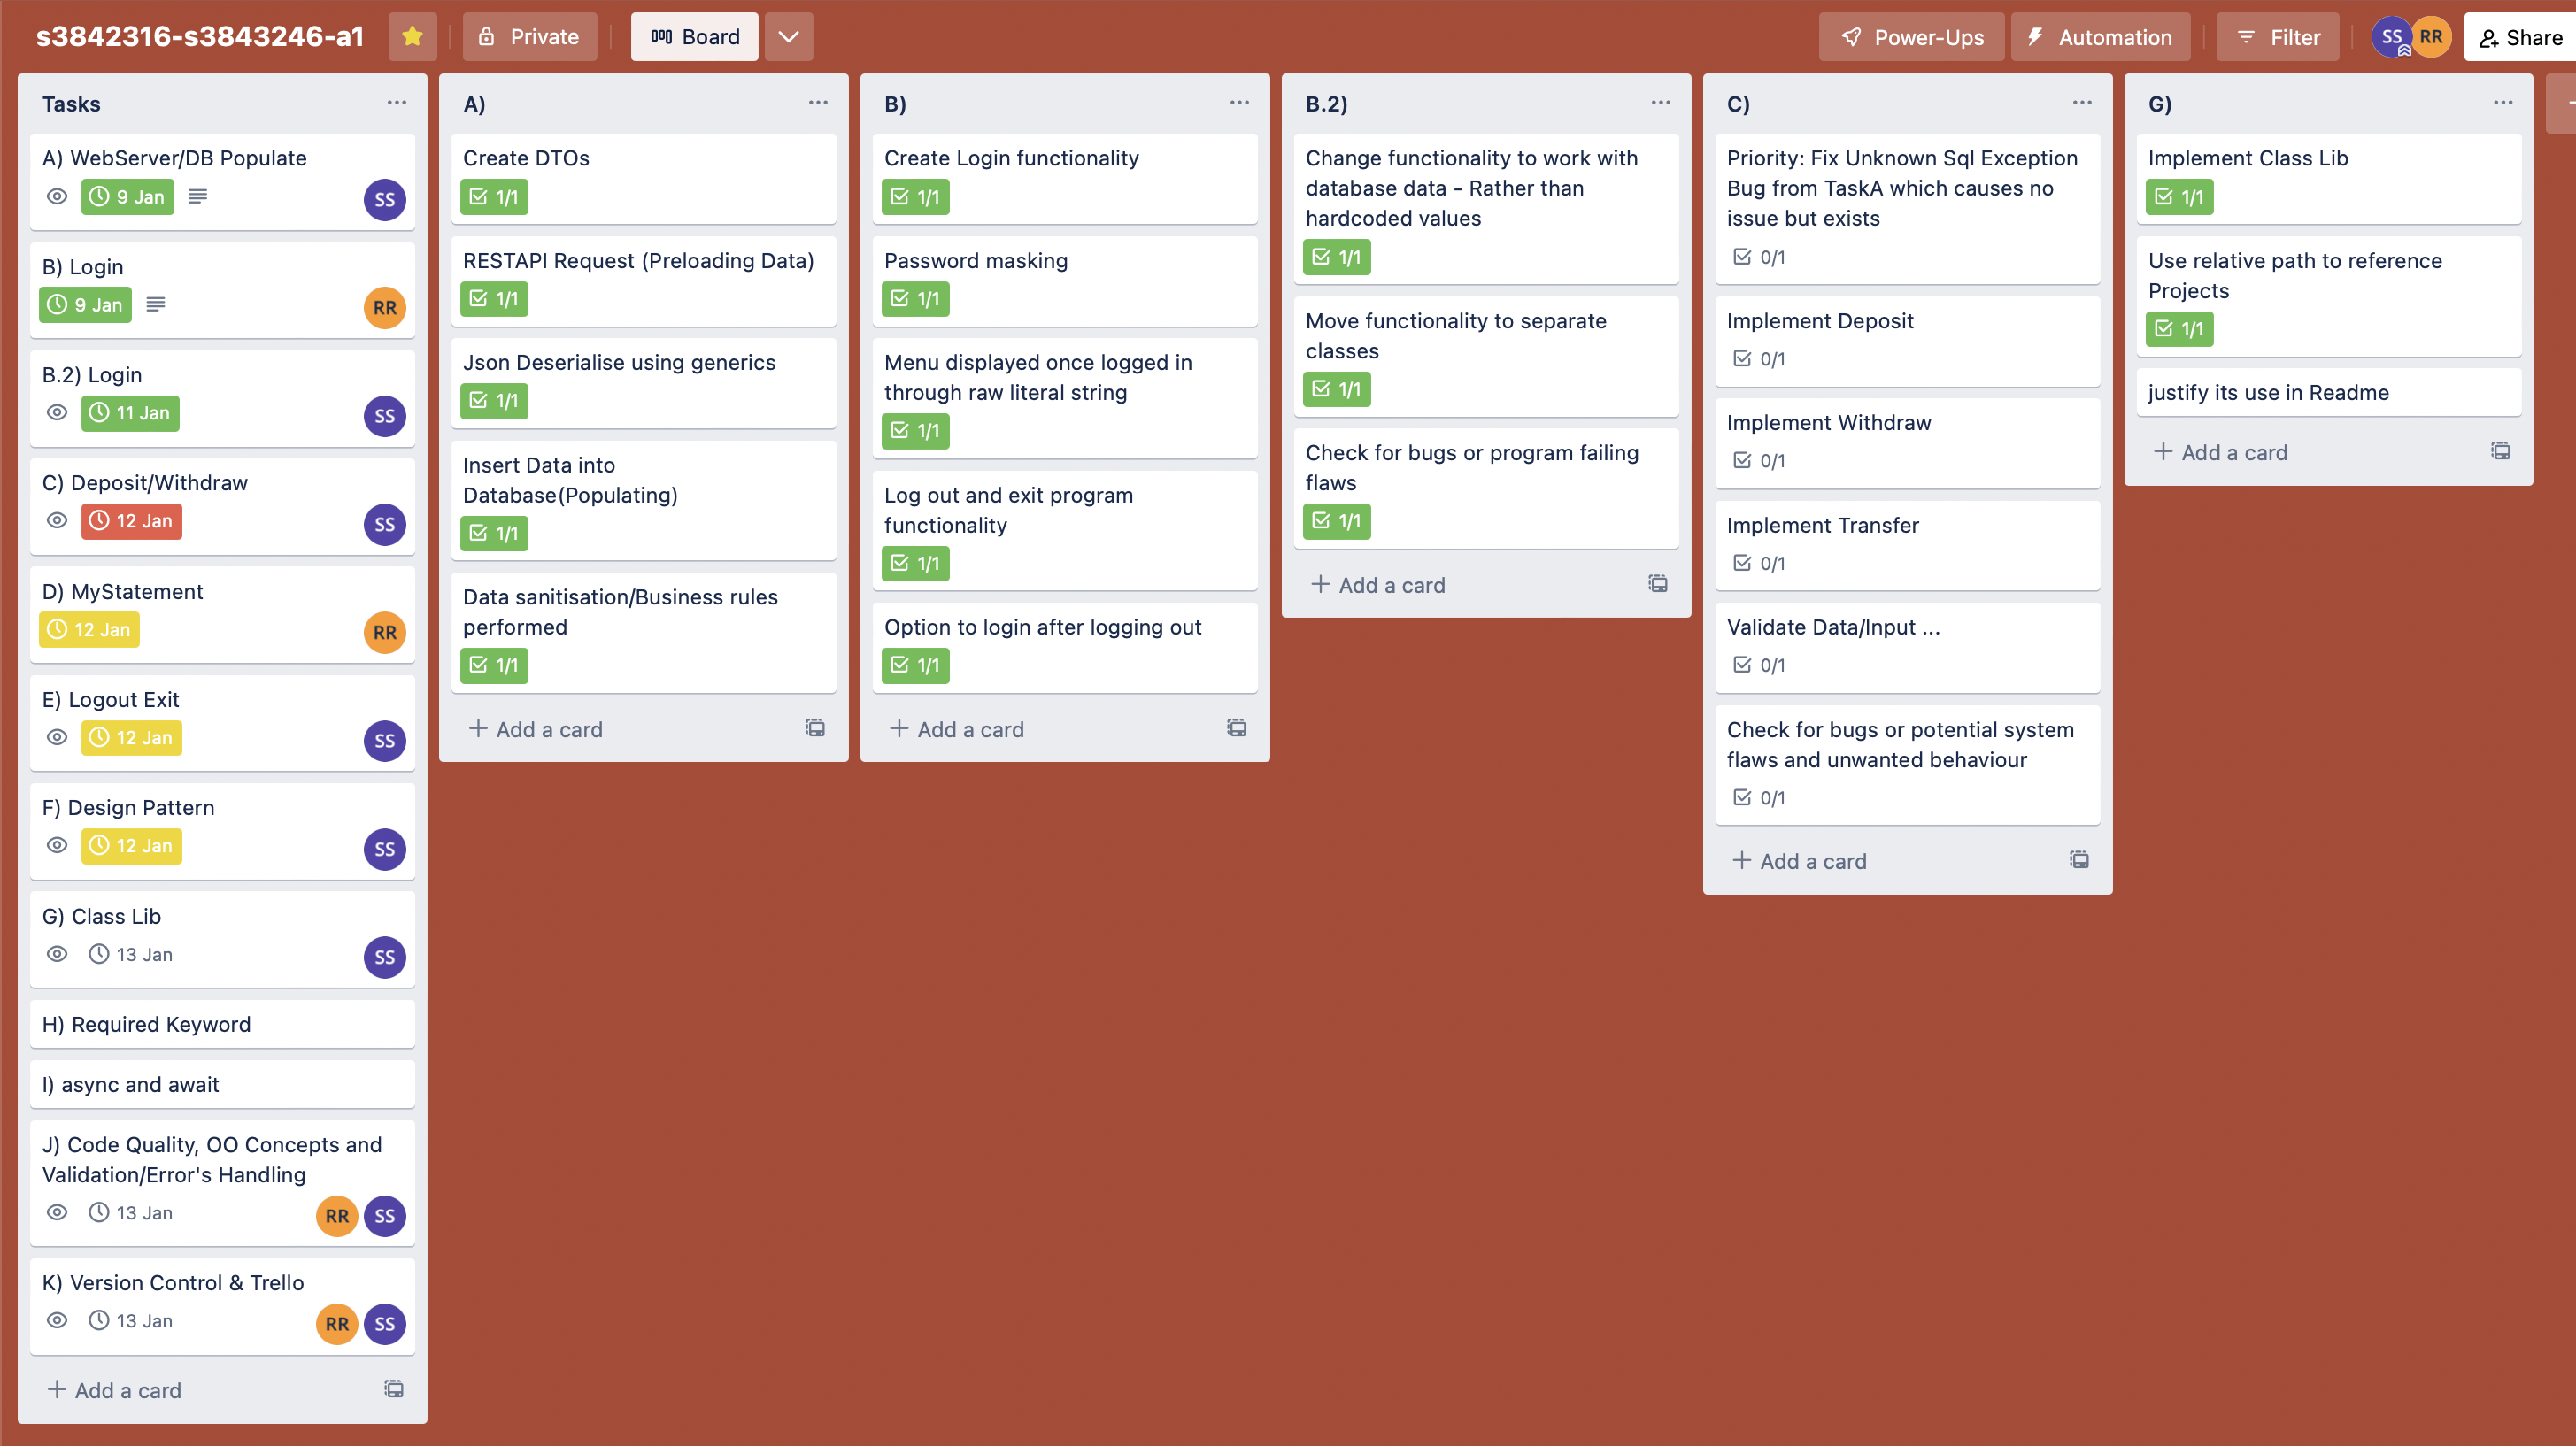 s3842316-s3843246-a1
Private
Board
Power-Ups
Automation
Filter
SS
RR
Share
Tasks
A) WebServer/DB Populate
9 Jan
SS
B) Login
9 Jan
RR
B.2) Login
11 Jan
SS
C) Deposit/Withdraw
12 Jan
SS
D) MyStatement
12 Jan
RR
E) Logout Exit
12 Jan
SS
F) Design Pattern
12 Jan
SS
G) Class Lib
13 Jan
SS
H) Required Keyword
I) async and await
J) Code Quality, OO Concepts and
Validation/Error's Handling
13 Jan
RR
SS
K) Version Control & Trello
13 Jan
RR
SS
+ Add a card
A)
Create DTOs
1/1
RESTAPI Request (Preloading Data)
1/1
Json Deserialise using generics
1/1
Insert Data into
Database(Populating)
1/1
Data sanitisation/Business rules
performed
1/1
+ Add a card
B)
Create Login functionality
1/1
Password masking
1/1
Menu displayed once logged in
through raw literal string
1/1
Log out and exit program
functionality
1/1
Option to login after logging out
1/1
+ Add a card
B.2)
Change functionality to work with
database data - Rather than
hardcoded values
1/1
Move functionality to separate
classes
1/1
Check for bugs or program failing
flaws
1/1
+ Add a card
C)
Priority: Fix Unknown Sql Exception
Bug from TaskA which causes no
issue but exists
0/1
Implement Deposit
0/1
Implement Withdraw
0/1
Implement Transfer
0/1
Validate Data/Input ...
0/1
Check for bugs or potential system
flaws and unwanted behaviour
0/1
+ Add a card
G)
Implement Class Lib
1/1
Use relative path to reference
Projects
1/1
justify its use in Readme
+ Add a card